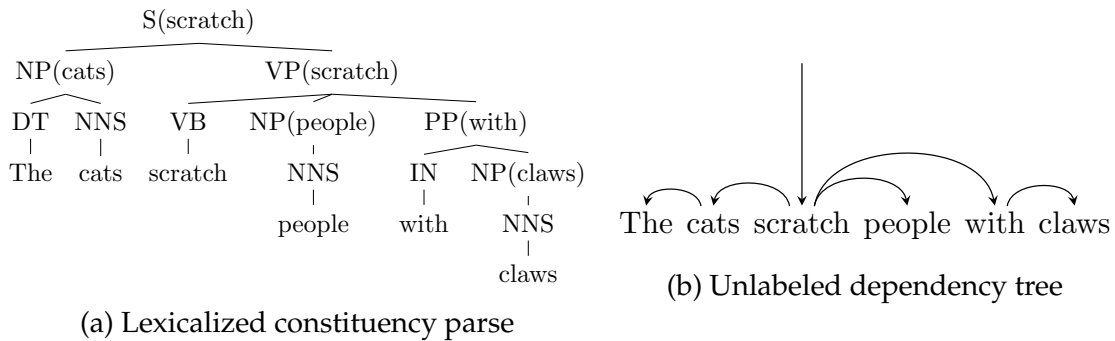 S(scratch)
NP(cats) VP(scratch)
DT NNS VB NP(people) PP(with)
The cats scratch NNS IN NP(claws)
people with NNS
claws
(a) Lexicalized constituency parse
The cats scratch people with claws
(b) Unlabeled dependency tree